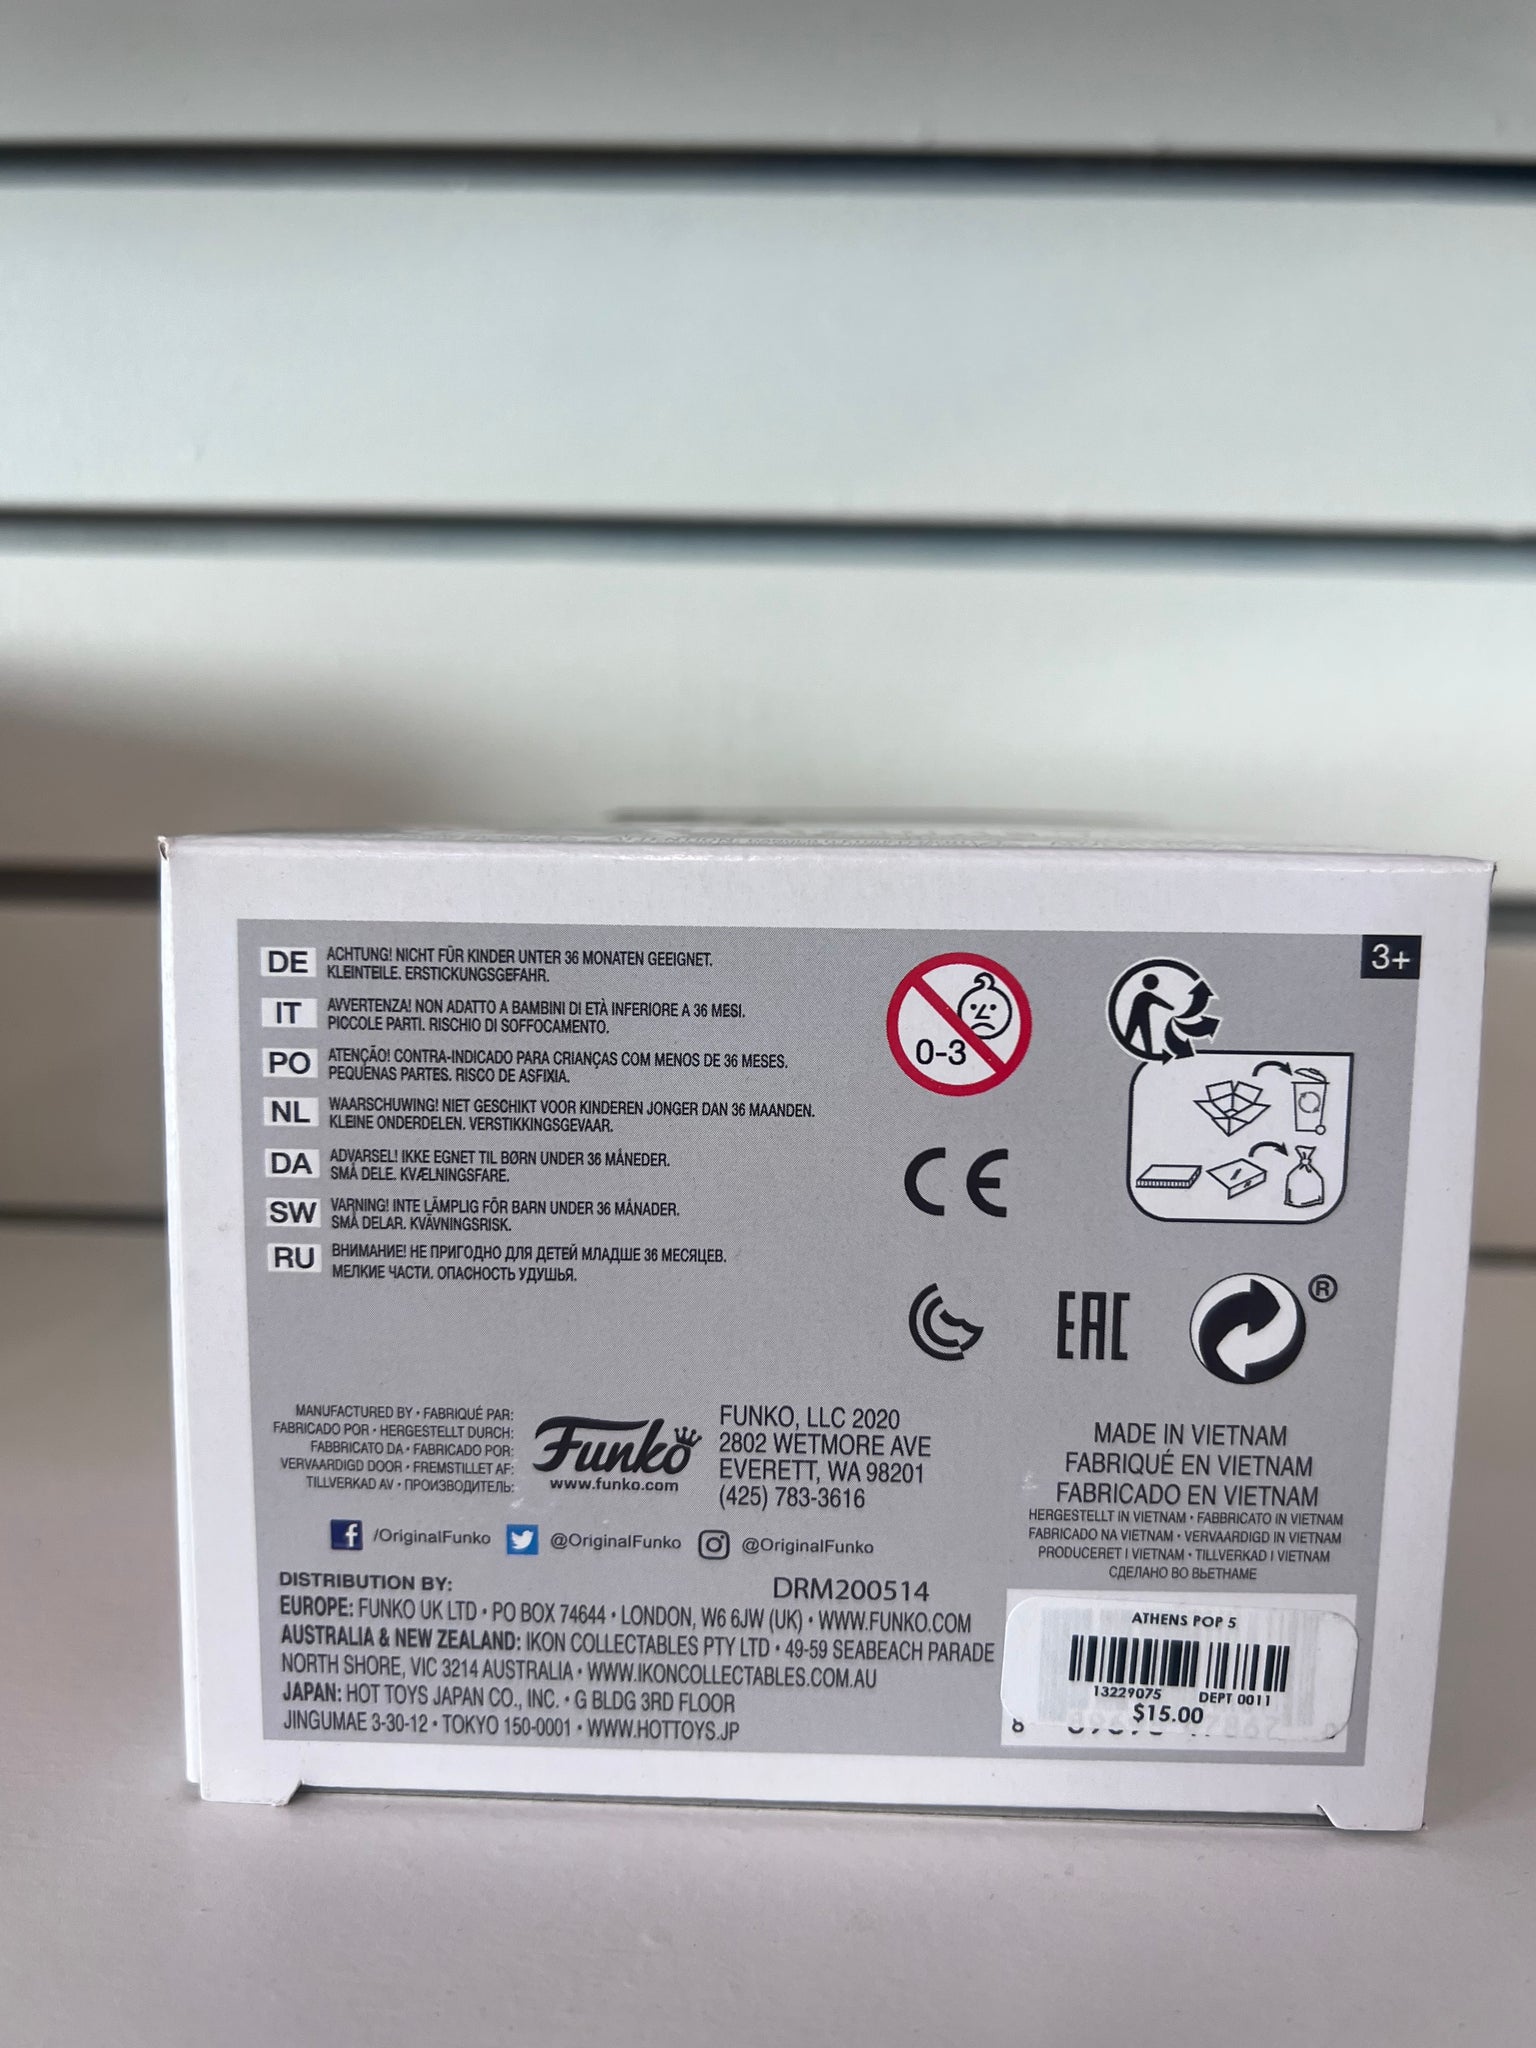 3+
DE ACHTUNG! NICHT FÜR KINDER UNTER 36 MONATEN GEEIGNET.
KLEINTEILE. ERSTICKUNGSGEFAHR.
IT AVVERTENZA! NON ADATTO A BAMBINI DI ETÀ INFERIORE A 36 MESI.
PICCOLE PARTI. RISCHIO DI SOFFOCAMENTO.
PO ATENÇÃO! CONTRA-INDICADO PARA CRIANÇAS COM MENOS DE 36 MESES.
PEQUENAS PARTES. RISCO DE ASFIXIA.
NL WAARSCHUWING! NIET GESCHIKT VOOR KINDEREN JONGER DAN 36 MAANDEN.
KLEINE ONDERDELEN. VERSTIKKINGSGEVAAR.
DA ADVARSEL! IKKE EGNET TIL BØRN UNDER 36 MÅNEDER.
SMÅ DELE. KVÆLNINGSFARE.
SW VARNING! INTE LÄMPLIG FÖR BARN UNDER 36 MÅNADER.
SMÅ DELAR. KVÄVNINGSRISK.
RU ВНИМАНИЕ! НЕ ПРИГОДНО ДЛЯ ДЕТЕЙ МЛАДШЕ 36 МЕСЯЦЕВ.
МЕЛКИЕ ЧАСТИ. ОПАСНОСТЬ УДУШЬЯ.
0-3
CE
EAC ®
MANUFACTURED BY • FABRIQUÉ PAR:
FABRICADO POR • HERGESTELLT DURCH:
FABBRICATO DA • FABRICADO POR:
VERVAARDIGD DOOR • FREMSTILLET AF:
TILLVERKAD AV • ПРОИЗВОДИТЕЛЬ:
Funko
www.funko.com
FUNKO, LLC 2020
2802 WETMORE AVE
EVERETT, WA 98201
(425) 783-3616
/OriginalFunko @OriginalFunko @OriginalFunko
MADE IN VIETNAM
FABRIQUÉ EN VIETNAM
FABRICADO EN VIETNAM
HERGESTELLT IN VIETNAM • FABBRICATO IN VIETNAM
FABRICADO NA VIETNAM • VERVAARDIGD IN VIETNAM
PRODUCERET I VIETNAM • TILLVERKAD I VIETNAM
СДЕЛАНО ВО ВЬЕТНАМЕ
DISTRIBUTION BY: DRM200514
EUROPE: FUNKO UK LTD • PO BOX 74644 • LONDON, W6 6JW (UK) • WWW.FUNKO.COM
AUSTRALIA & NEW ZEALAND: IKON COLLECTABLES PTY LTD • 49-59 SEABEACH PARADE
NORTH SHORE, VIC 3214 AUSTRALIA • WWW.IKONCOLLECTABLES.COM.AU
JAPAN: HOT TOYS JAPAN CO., INC. • G BLDG 3RD FLOOR
JINGUMAE 3-30-12 • TOKYO 150-0001 • WWW.HOTTOYS.JP
ATHENS POP 5
13229075 DEPT 0011
$15.00
8